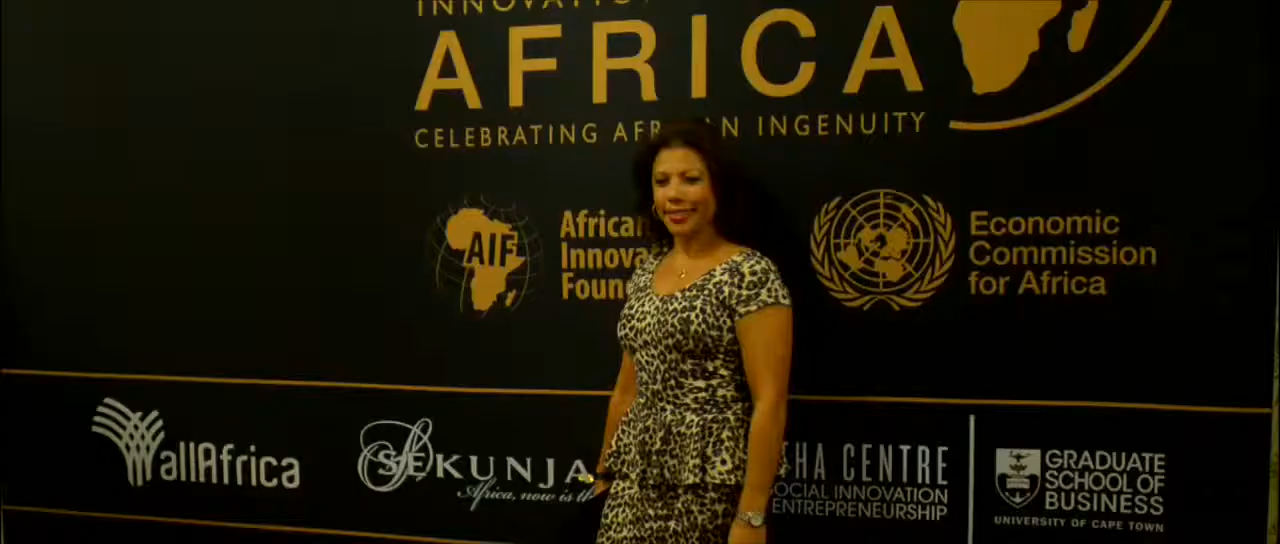 AFRICA
CELEBRATING AFR N INGENUITY
AIF
African
Innova
Foun
Economic
Commission
for Africa
allAfrica
SEKUNJA
Africa, now is th
HA CENTRE
OCIAL INNOVATION
ENTREPRENEURSHIP
GRADUATE
SCHOOL OF
BUSINESS
UNIVERSITY OF CAPE TOWN